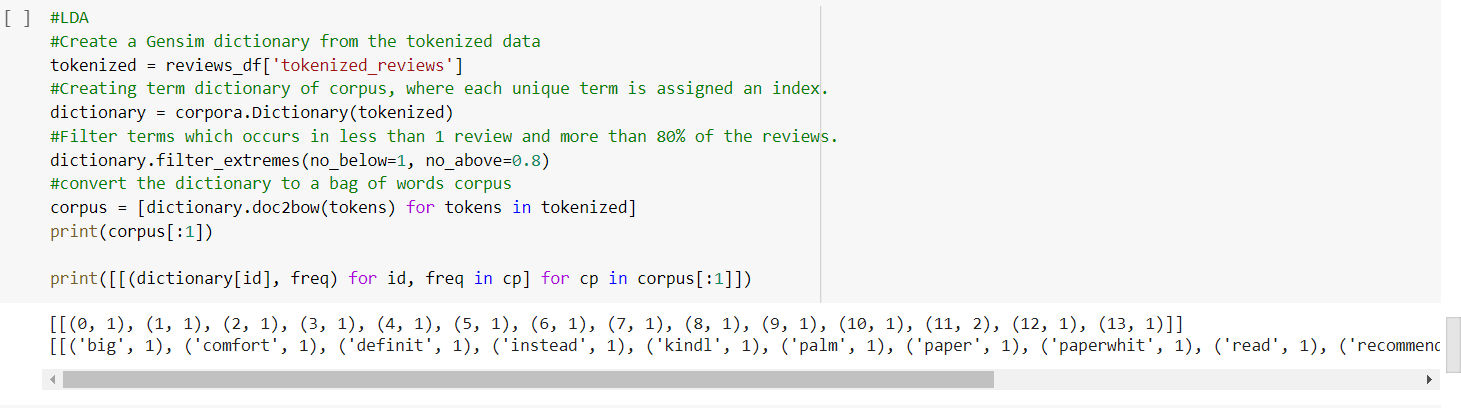 [ ] #LDA
#Create a Gensim dictionary from the tokenized data
tokenized = reviews_df['tokenized_reviews']
#Creating term dictionary of corpus, where each unique term is assigned an index.
dictionary = corpora.Dictionary(tokenized)
#Filter terms which occurs in less than 1 review and more than 80% of the reviews.
dictionary.filter_extremes(no_below=1, no_above=0.8)
#convert the dictionary to a bag of words corpus
corpus = [dictionary.doc2bow(tokens) for tokens in tokenized]
print(corpus[:1])
print([[(dictionary[id], freq) for id, freq in cp] for cp in corpus[:1]])
[[(0, 1), (1, 1), (2, 1), (3, 1), (4, 1), (5, 1), (6, 1), (7, 1), (8, 1), (9, 1), (10, 1), (11, 2), (12, 1), (13, 1)]]
[[('big', 1), ('comfort', 1), ('definit', 1), ('instead', 1), ('kindl', 1), ('palm', 1), ('paper', 1), ('paperwhit', 1), ('read', 1), ('recommend